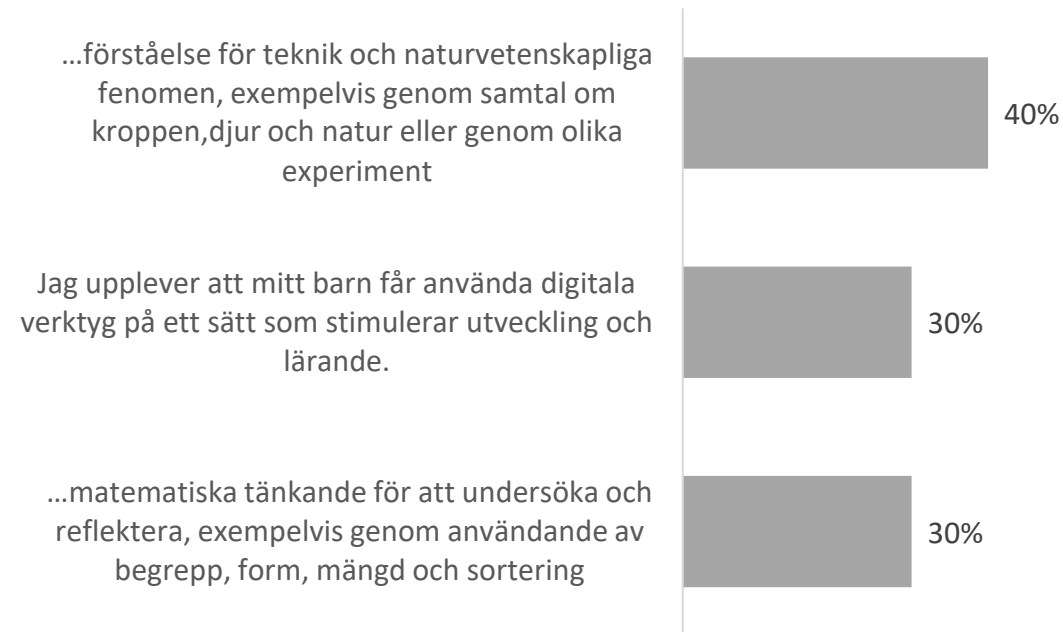 …förståelse för teknik och naturvetenskapliga
fenomen, exempelvis genom samtal om
kroppen,djur och natur eller genom olika
experiment
40%
Jag upplever att mitt barn får använda digitala
verktyg på ett sätt som stimulerar utveckling och
lärande.
30%
…matematiska tänkande för att undersöka och
reflektera, exempelvis genom användande av
begrepp, form, mängd och sortering
30%